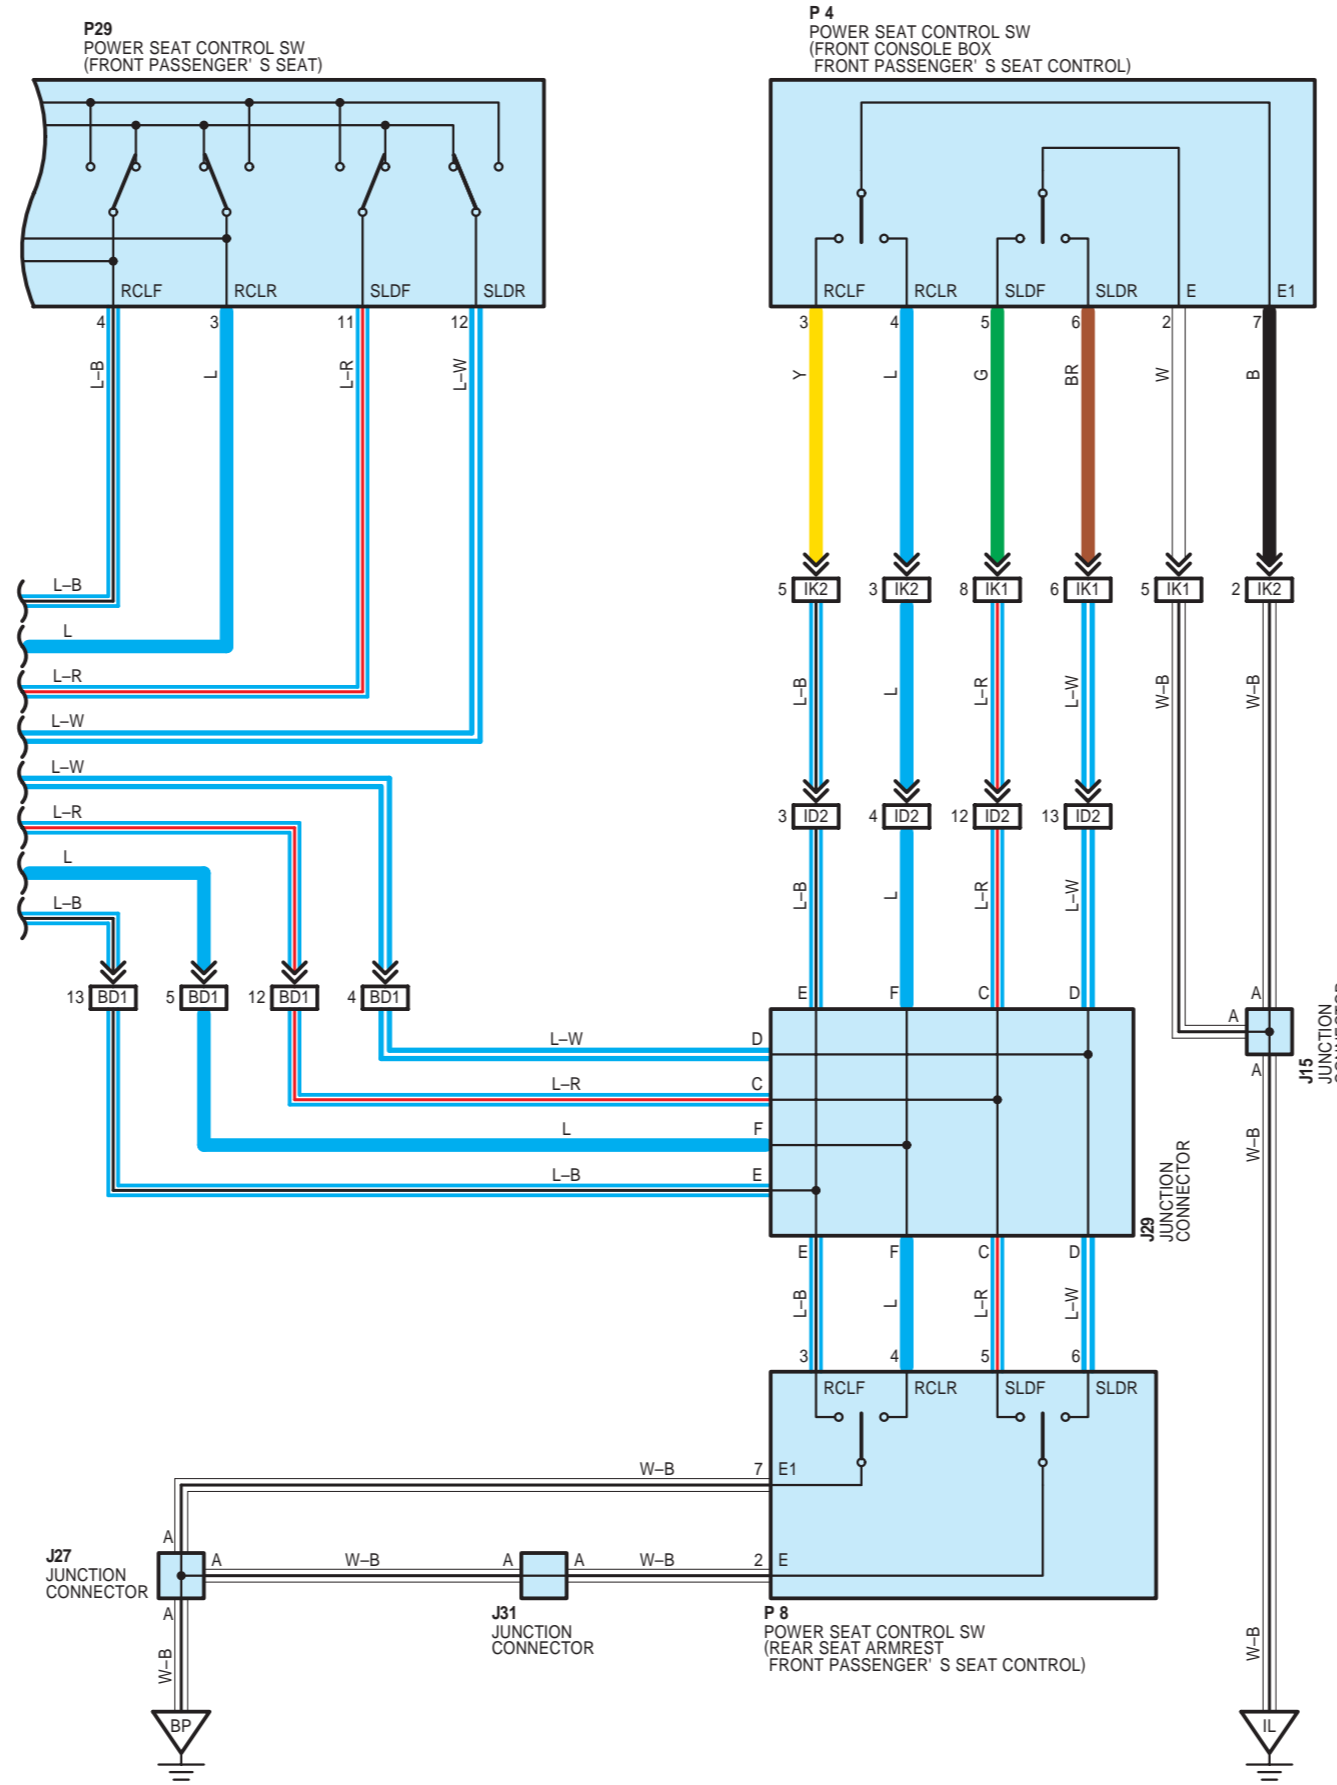 P29
POWER SEAT CONTROL SW
(FRONT PASSENGER' S SEAT)
P 4
POWER SEAT CONTROL SW
(FRONT CONSOLE BOX
FRONT PASSENGER' S SEAT CONTROL)
RCLF RCLR SLDF SLDR
RCLF RCLR SLDF SLDR E E1
4 3 11 12
3 4 5 6 2 7
L–B L L–R L–W
Y L G BR W B
5 IK2 3 IK2 8 IK1 6 IK1 5 IK1 2 IK2
L–B
L
L–R
L–W
L–B L L–R L–W W–B W–B
L–W
L–R
L
L–B
3 ID2 4 ID2 12 ID2 13 ID2
L–B L L–R L–W
13 BD1 5 BD1 12 BD1 4 BD1
E F C D A
A
A
J15
JUNCTION
L–W D
L–R C
L F
L–B E
W–B
J29
JUNCTION
CONNECTOR
E F C D
L–B L L–R L–W
3 4 5 6
RCLF RCLR SLDF SLDR
W–B 7 E1
A
J27
JUNCTION
CONNECTOR
A W–B A A W–B 2 E
A
J31
JUNCTION
CONNECTOR
P 8
POWER SEAT CONTROL SW
(REAR SEAT ARMREST
FRONT PASSENGER' S SEAT CONTROL)
W–B
W–B
BP
IL